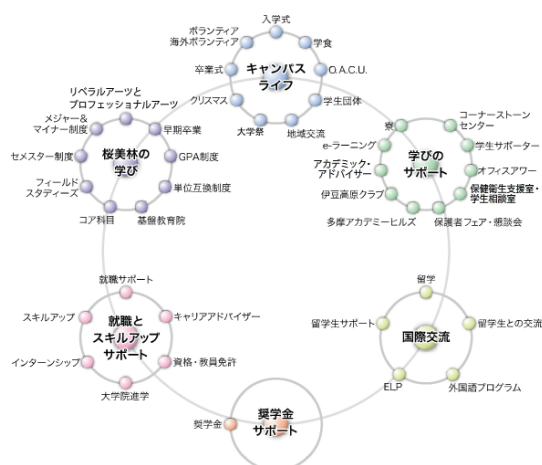 入学式
ボランティア
海外ボランティア
学食
卒業式
キャンパス
ライフ
O.A.C.U.
クリスマス
学生団体
大学祭
地域交流
リベラルアーツと
プロフェッショナルアーツ
メジャー＆
マイナー制度
早期卒業
セメスター制度
桜美林の
学び
GPA制度
フィールド
スタディーズ
単位互換制度
コア科目
基盤教育院
寮
コーナーストーン
センター
e-ラーニング
学生サポーター
アカデミック・
アドバイザー
学びの
サポート
オフィスアワー
伊豆高原クラブ
保健衛生支援室・
学生相談室
多摩アカデミーヒルズ
保護者フェア・懇談会
就職サポート
スキルアップ
キャリアアドバイザー
就職と
スキルアップ
サポート
インターンシップ
資格・教員免許
大学院進学
留学
留学生サポート
留学生との交流
国際交流
ELP
外国語プログラム
奨学金
奨学金
サポート